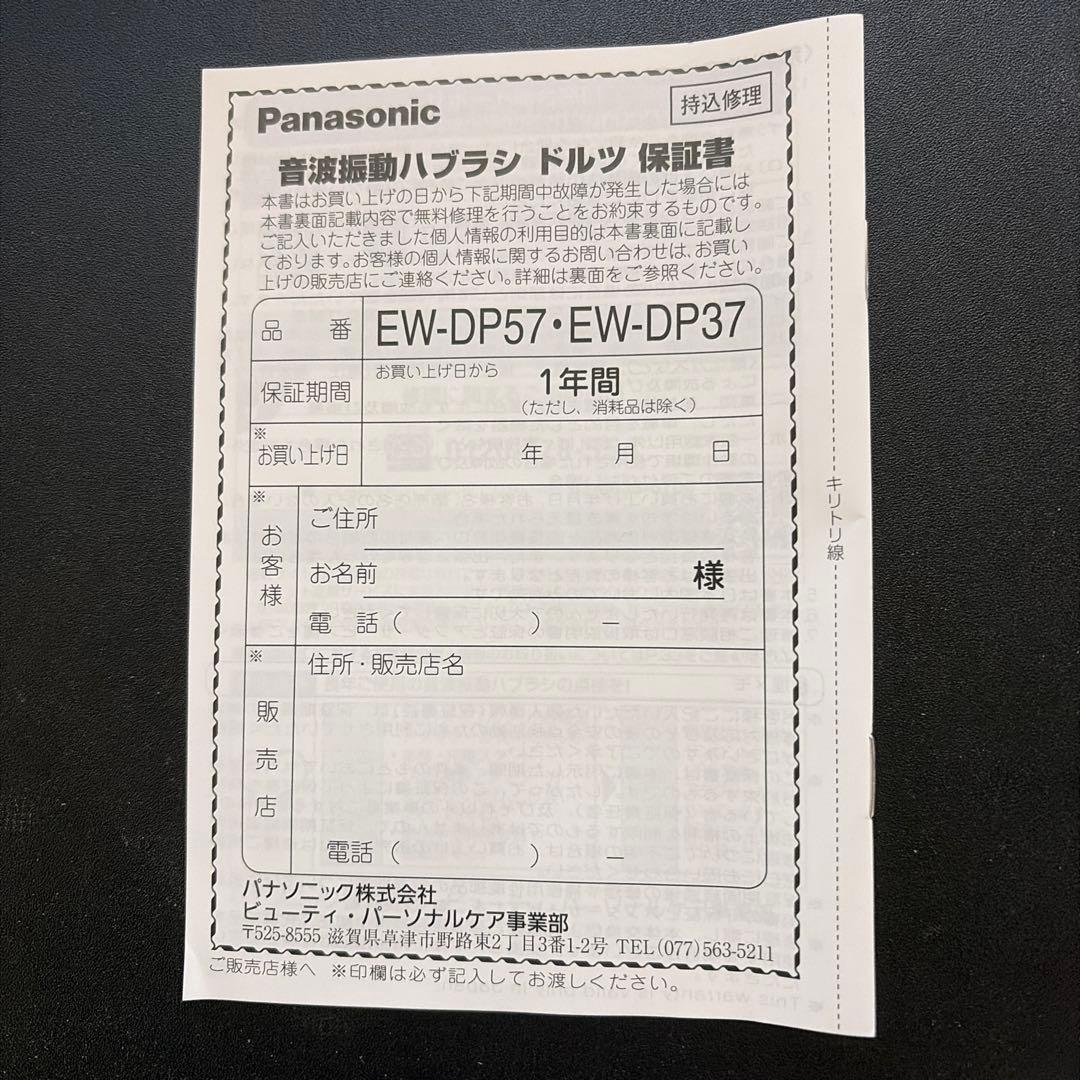 Panasonic
持込修理
音波振動ハブラシ ドルツ 保証書
本書はお買い上げの日から下記期間中故障が発生した場合には
本書裏面記載内容で無料修理を行うことをお約束するものです。
ご記入いただきました個人情報の利用目的は本書裏面に記載し
ております。お客様の個人情報に関するお問い合わせは、お買い
上げの販売店にご連絡ください。詳細は裏面をご参照ください。
品 番
EW-DP57・EW-DP37
保証期間
お買い上げ日から
1年間
(ただし、消耗品は除く)
※
お買い上げ日
年 月 日
※
お客様
ご住所
お名前 様
電 話( ) －
※
販売店
住所・販売店名
電話( ) －
パナソニック株式会社
ビューティ・パーソナルケア事業部
〒525-8555 滋賀県草津市野路東2丁目3番1-2号 TEL(077)563-5211
ご販売店様へ ※印欄は必ず記入してお渡しください。
キリトリ線
This warranty is valid only in Japan.